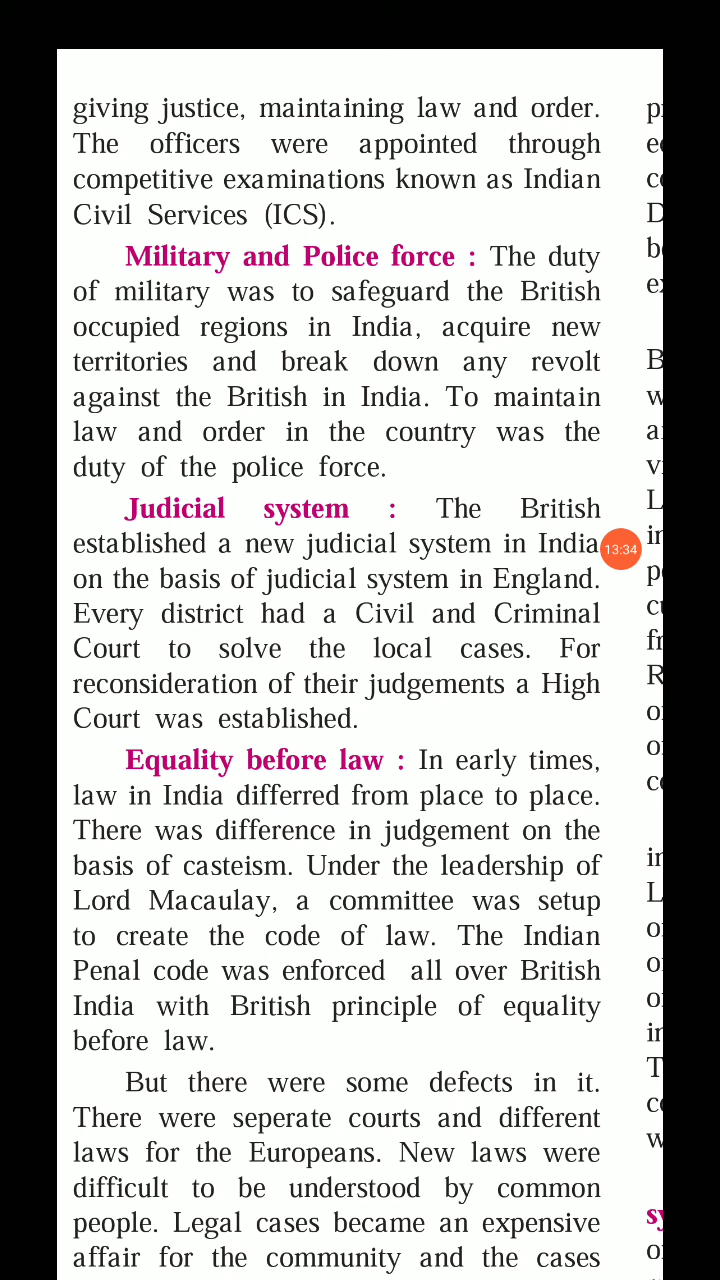 giving justice, maintaining law and order.
The officers were appointed through
competitive examinations known as Indian
Civil Services (ICS).
Military and Police force : The duty
of military was to safeguard the British
occupied regions in India, acquire new
territories and break down any revolt
against the British in India. To maintain
law and order in the country was the
duty of the police force.
Judicial system : The British
established a new judicial system in India
on the basis of judicial system in England.
Every district had a Civil and Criminal
Court to solve the local cases. For
reconsideration of their judgements a High
Court was established.
Equality before law : In early times,
law in India differred from place to place.
There was difference in judgement on the
basis of casteism. Under the leadership of
Lord Macaulay, a committee was setup
to create the code of law. The Indian
Penal code was enforced all over British
India with British principle of equality
before law.
But there were some defects in it.
There were seperate courts and different
laws for the Europeans. New laws were
difficult to be understood by common
people. Legal cases became an expensive
affair for the community and the cases
13:34